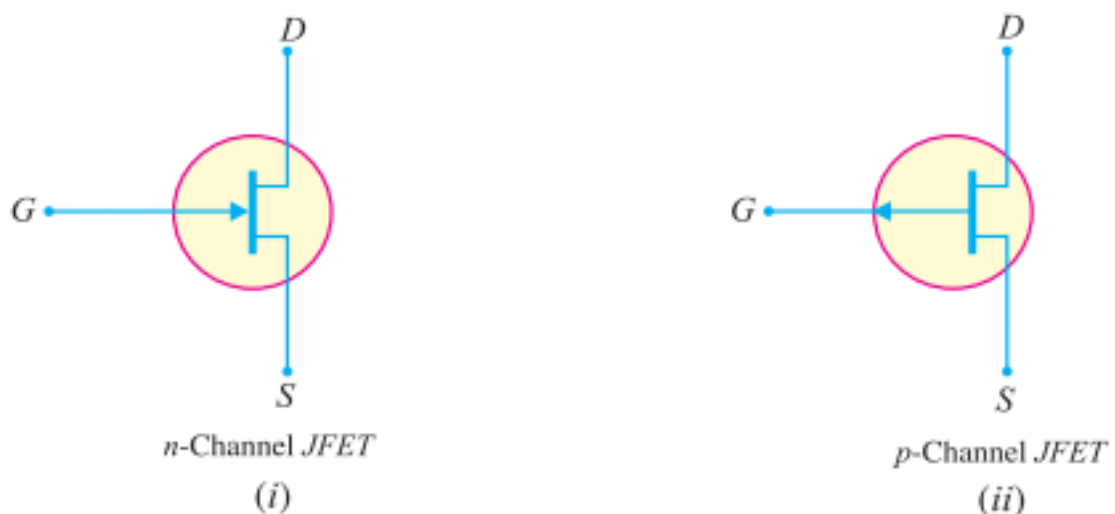 D
G
S
n-Channel JFET
(i)
D
G
S
p-Channel JFET
(ii)